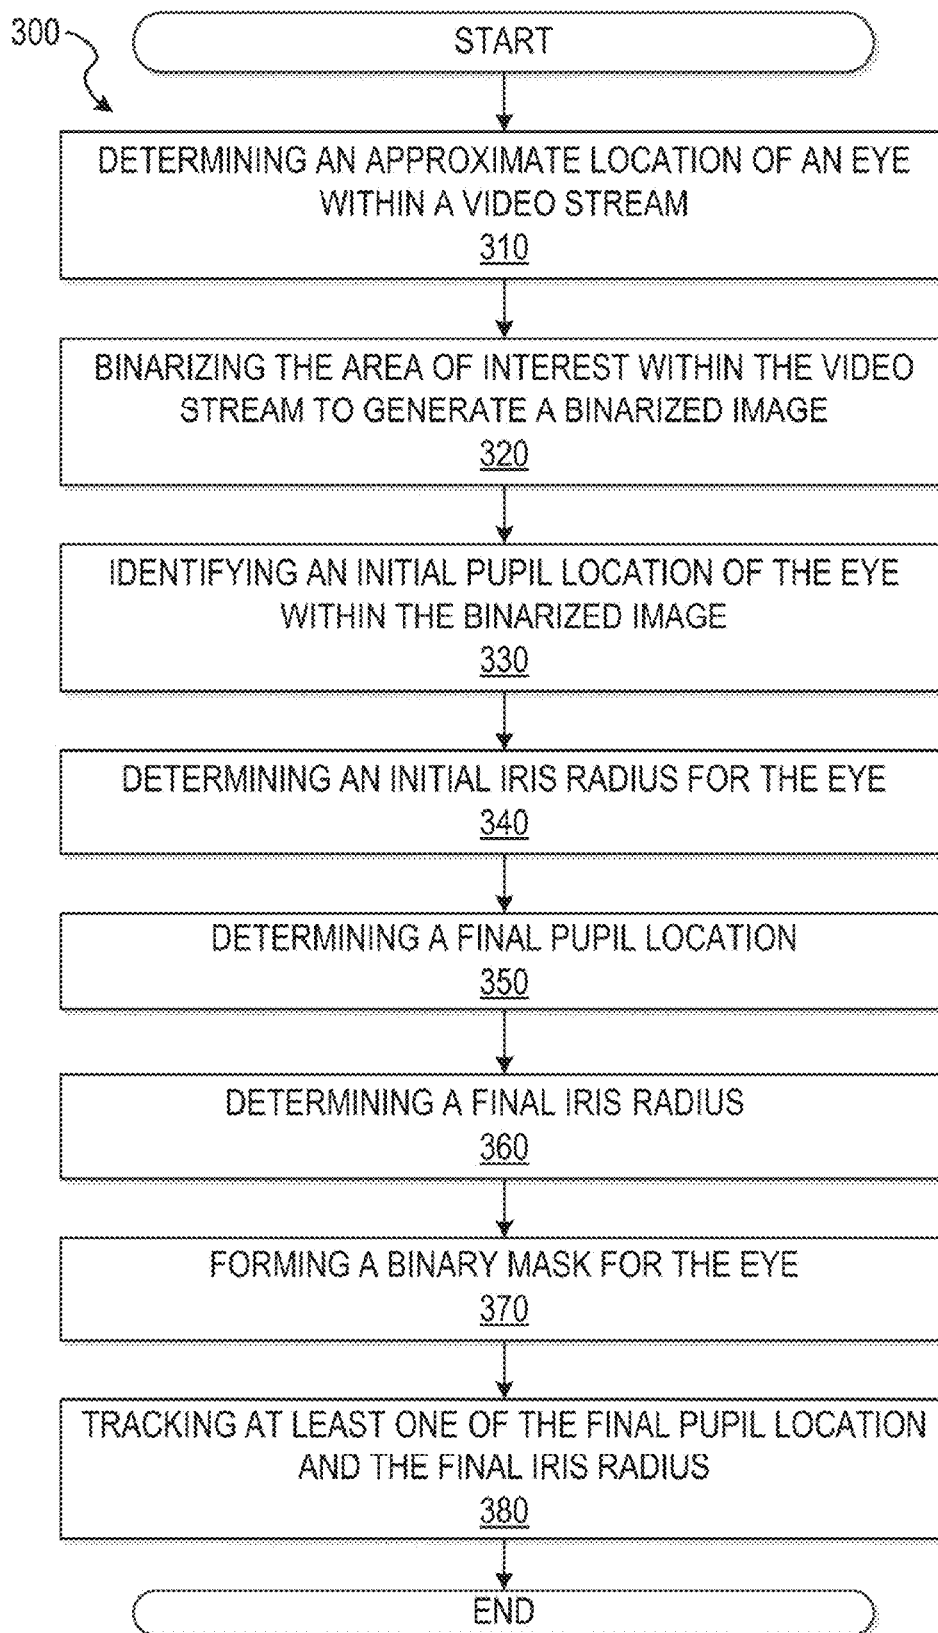 300
START
DETERMINING AN APPROXIMATE LOCATION OF AN EYE
WITHIN A VIDEO STREAM
310
BINARIZING THE AREA OF INTEREST WITHIN THE VIDEO
STREAM TO GENERATE A BINARIZED IMAGE
320
IDENTIFYING AN INITIAL PUPIL LOCATION OF THE EYE
WITHIN THE BINARIZED IMAGE
330
DETERMINING AN INITIAL IRIS RADIUS FOR THE EYE
340
DETERMINING A FINAL PUPIL LOCATION
350
DETERMINING A FINAL IRIS RADIUS
360
FORMING A BINARY MASK FOR THE EYE
370
TRACKING AT LEAST ONE OF THE FINAL PUPIL LOCATION
AND THE FINAL IRIS RADIUS
380
END